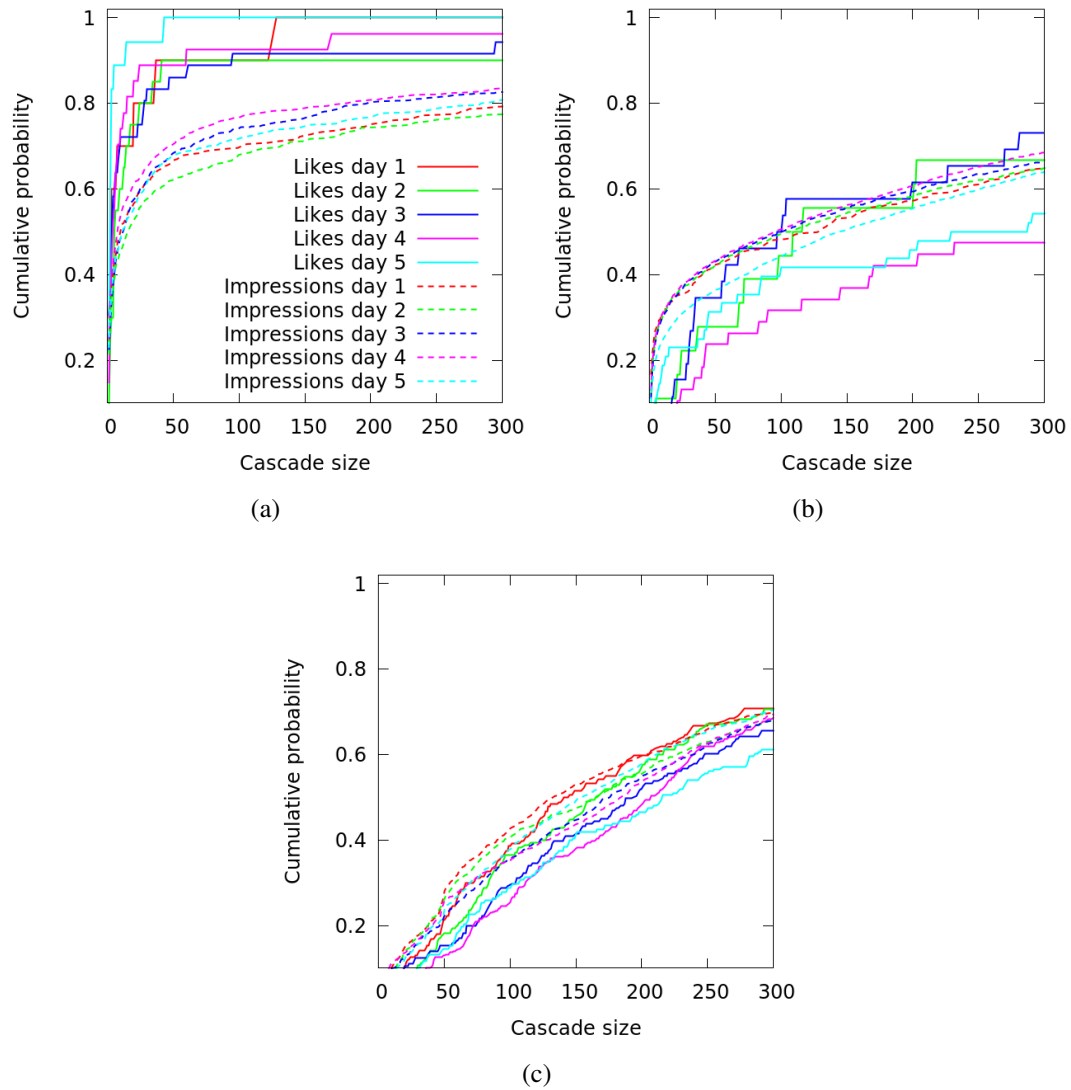 1
0.8
0.6
0.4
0.2
0 50 100 150 200 250 300
Cumulative probability
Cascade size
Likes day 1
Likes day 2
Likes day 3
Likes day 4
Likes day 5
Impressions day 1
Impressions day 2
Impressions day 3
Impressions day 4
Impressions day 5
(a)
1
0.8
0.6
0.4
0.2
0 50 100 150 200 250 300
Cumulative probability
Cascade size
(b)
1
0.8
0.6
0.4
0.2
0 50 100 150 200 250 300
Cumulative probability
Cascade size
(c)